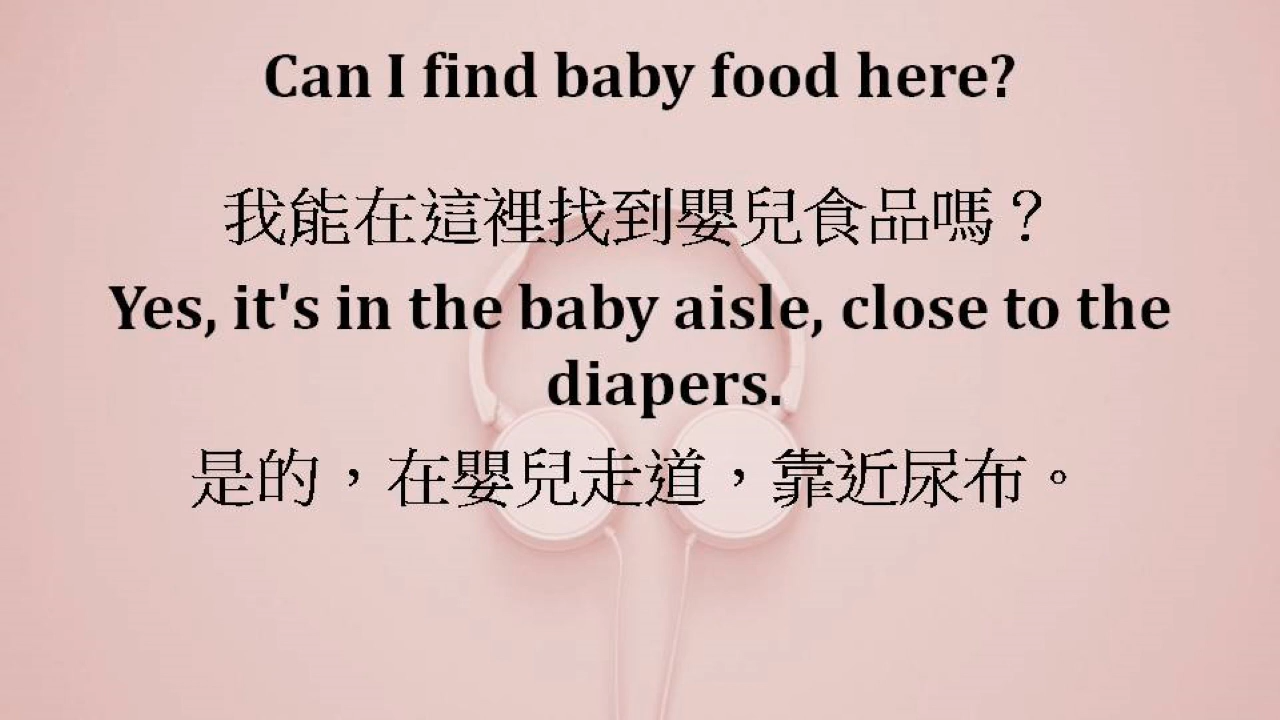 Can I find baby food here?
我能在這裡找到嬰兒食品嗎？
Yes, it's in the baby aisle, close to the
diapers.
是的，在嬰兒走道，靠近尿布。